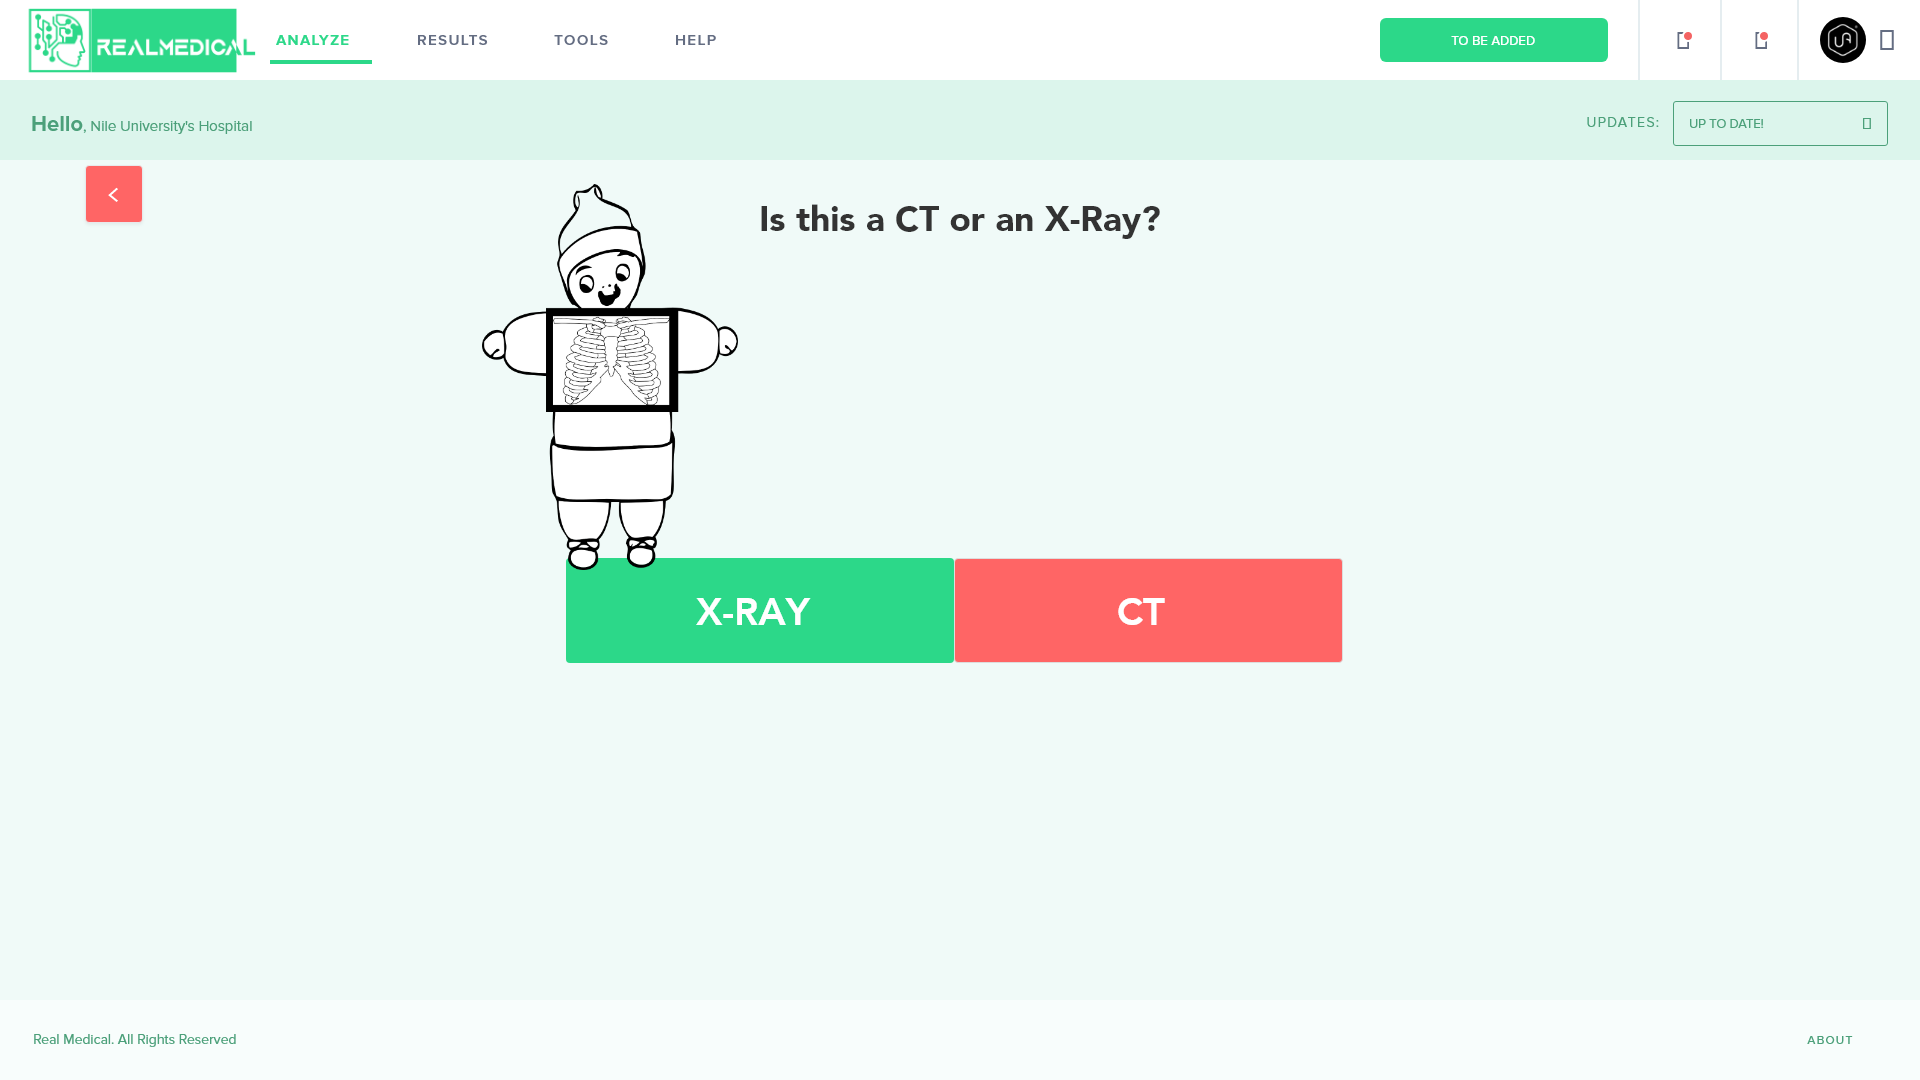 REALMEDICAL
ANALYZE
RESULTS
TOOLS
HELP
TO BE ADDED
Hello, Nile University's Hospital
UPDATES:
UP TO DATE!
Is this a CT or an X-Ray?
X-RAY
CT
Real Medical. All Rights Reserved
ABOUT